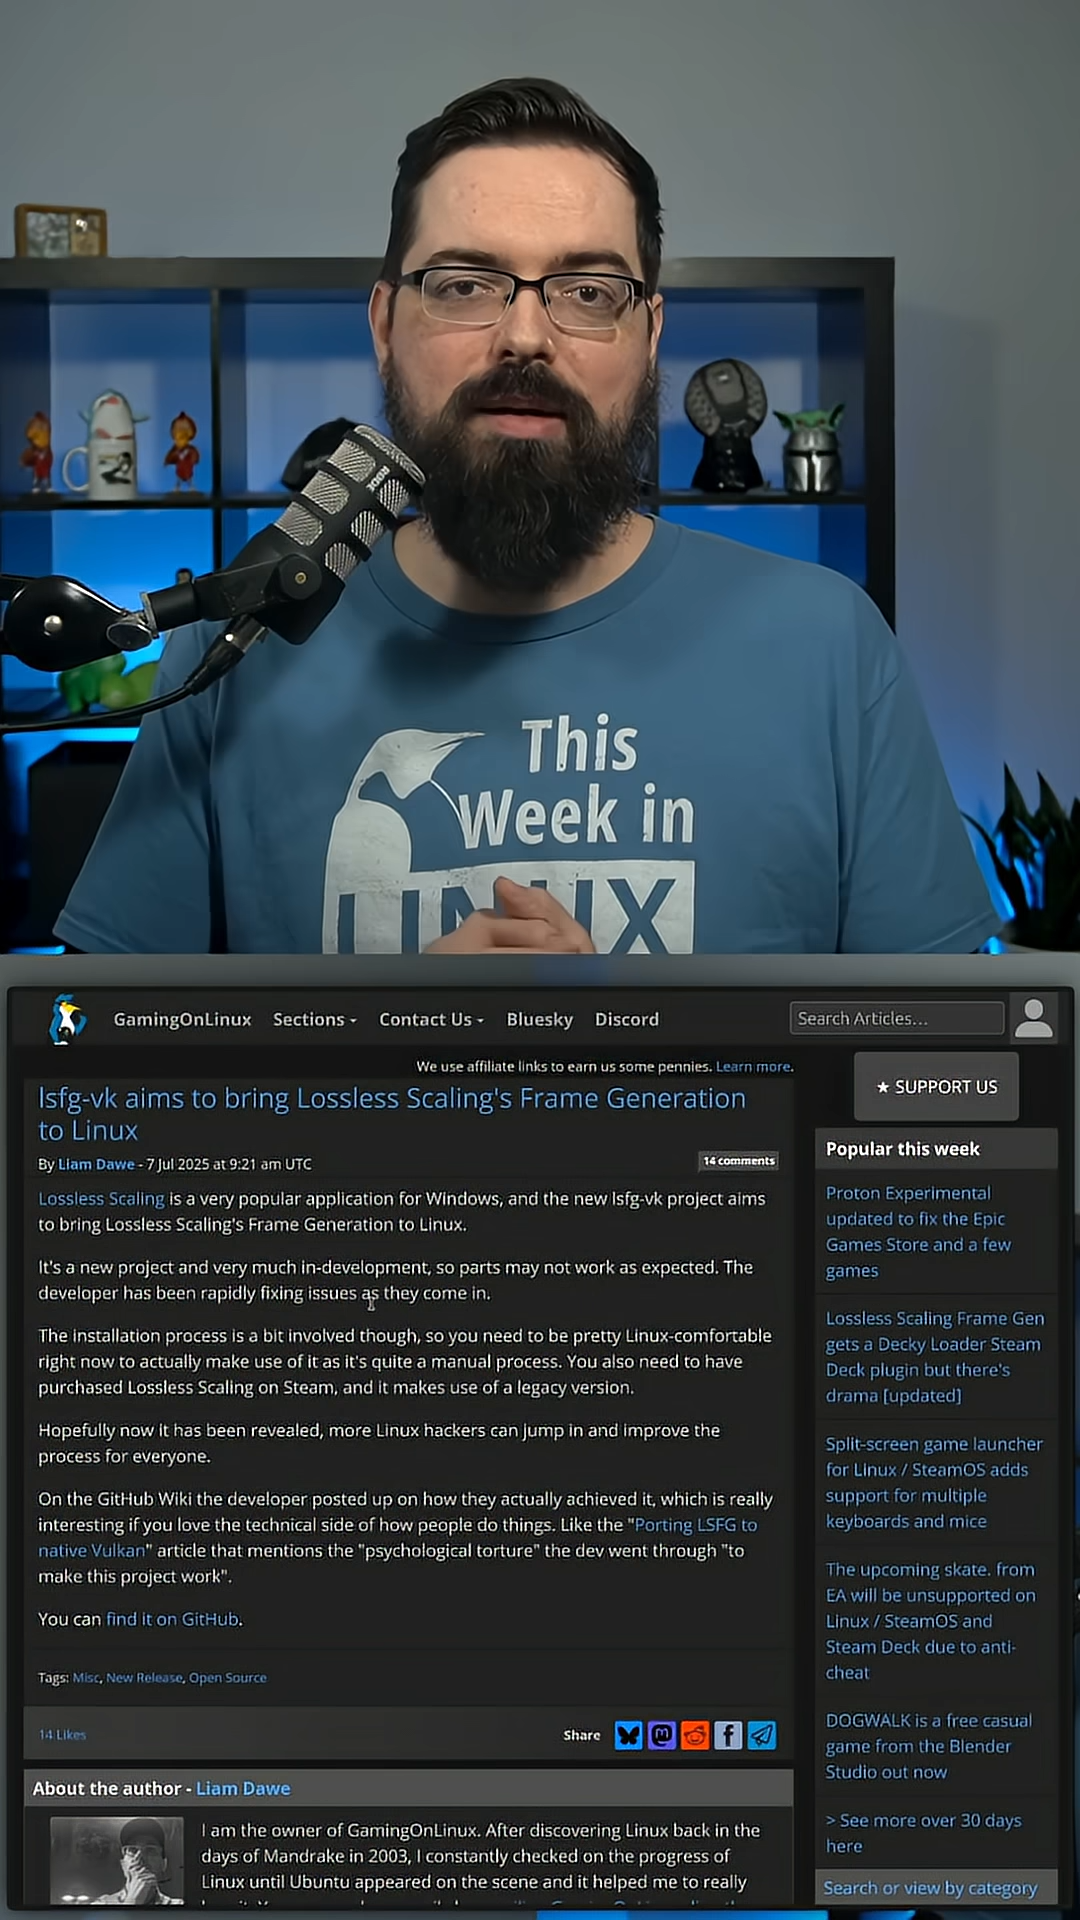 RODE
This
Week in
LINUX
GamingOnLinux Sections Contact Us Bluesky Discord Search Articles...
We use affiliate links to earn us some pennies. Learn more.
lsfg-vk aims to bring Lossless Scaling's Frame Generation
to Linux
By Liam Dawe - 7 Jul 2025 at 9:21 am UTC
14 comments
Lossless Scaling is a very popular application for Windows, and the new lsfg-vk project aims
to bring Lossless Scaling's Frame Generation to Linux.
It's a new project and very much in-development, so parts may not work as expected. The
developer has been rapidly fixing issues as they come in.
The installation process is a bit involved though, so you need to be pretty Linux-comfortable
right now to actually make use of it as it's quite a manual process. You also need to have
purchased Lossless Scaling on Steam, and it makes use of a legacy version.
Hopefully now it has been revealed, more Linux hackers can jump in and improve the
process for everyone.
On the GitHub Wiki the developer posted up on how they actually achieved it, which is really
interesting if you love the technical side of how people do things. Like the "Porting LSFG to
native Vulkan" article that mentions the "psychological torture" the dev went through "to
make this project work".
You can find it on GitHub.
Tags: Misc, New Release, Open Source
14 Likes
Share
About the author - Liam Dawe
I am the owner of GamingOnLinux. After discovering Linux back in the
days of Mandrake in 2003, I constantly checked on the progress of
Linux until Ubuntu appeared on the scene and it helped me to really
★ SUPPORT US
Popular this week
Proton Experimental
updated to fix the Epic
Games Store and a few
games
Lossless Scaling Frame Gen
gets a Decky Loader Steam
Deck plugin but there's
drama [updated]
Split-screen game launcher
for Linux / SteamOS adds
support for multiple
keyboards and mice
The upcoming skate. from
EA will be unsupported on
Linux / SteamOS and
Steam Deck due to anti-
cheat
DOGWALK is a free casual
game from the Blender
Studio out now
> See more over 30 days
here
Search or view by category